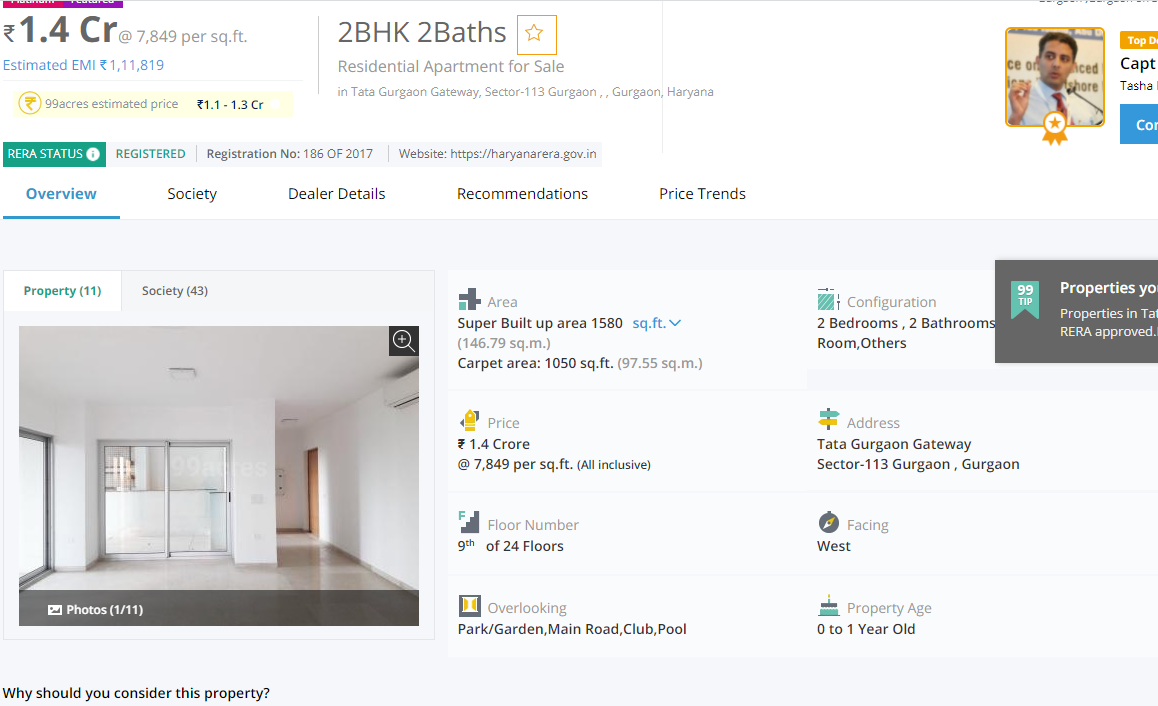 Platinum Featured
₹1.4 Cr @ 7,849 per sq.ft.
Estimated EMI ₹1,11,819
99acres estimated price ₹1.1 - 1.3 Cr
2BHK 2Baths
Residential Apartment for Sale
in Tata Gurgaon Gateway, Sector-113 Gurgaon , , Gurgaon, Haryana
Top
Capt
Tasha
RERA STATUS REGISTERED Registration No: 186 OF 2017 Website: https://haryanarera.gov.in
Overview Society Dealer Details Recommendations Price Trends
Property (11) Society (43)
99acres
Photos (1/11)
Area
Super Built up area 1580 sq.ft.
(146.79 sq.m.)
Carpet area: 1050 sq.ft. (97.55 sq.m.)
Configuration
2 Bedrooms , 2 Bathrooms
Room,Others
99
TIP
Properties yo
Properties in Tat
RERA approved.
Price
₹ 1.4 Crore
@ 7,849 per sq.ft. (All inclusive)
Address
Tata Gurgaon Gateway
Sector-113 Gurgaon , Gurgaon
Floor Number
9th of 24 Floors
Facing
West
Overlooking
Park/Garden,Main Road,Club,Pool
Property Age
0 to 1 Year Old
Why should you consider this property?